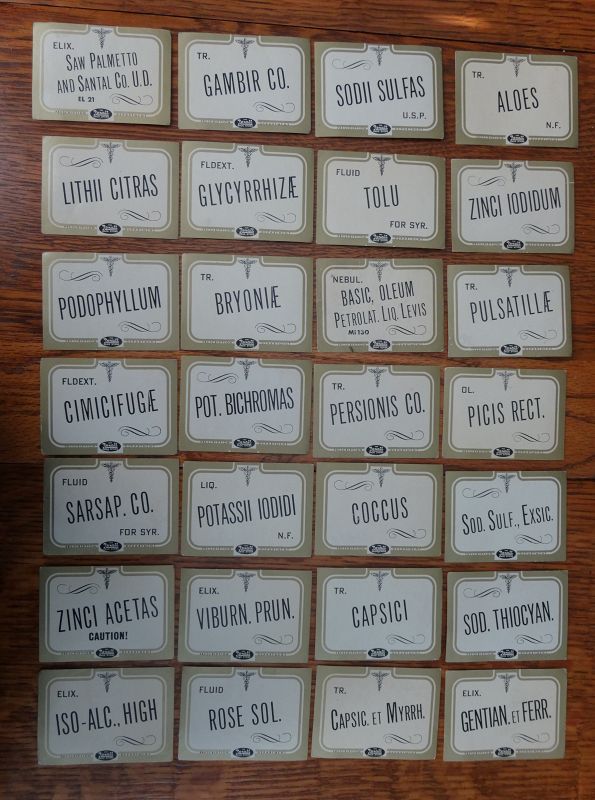 ELIX.
SAW PALMETTO
AND SANTAL CO. U.D.
EL 21
TR.
GAMBIR CO.
SODII SULFAS
U.S.P.
TR.
ALOES
N.F.
LITHII CITRAS
FLDEXT.
GLYCYRRHIZÆ
FLUID
TOLU
FOR SYR.
ZINCI IODIDUM
PODOPHYLLUM
TR.
BRYONIÆ
NEBUL.
BASIC, OLEUM
PETROLAT. LIQ. LEVIS
MI 130
TR.
PULSATILLÆ
FLDEXT.
CIMICIFUGÆ
POT. BICHROMAS
TR.
PERSIONIS CO.
OL.
PICIS RECT.
FLUID
SARSAP. CO.
FOR SYR.
LIQ.
POTASSII IODIDI
N.F.
COCCUS
SOD. SULF., EXSIC.
ZINCI ACETAS
CAUTION!
ELIX.
VIBURN. PRUN.
TR.
CAPSICI
SOD. THIOCYAN.
ELIX.
ISO-ALC., HIGH
FLUID
ROSE SOL.
TR.
CAPSIC. ET MYRRH.
ELIX.
GENTIAN. ET FERR.